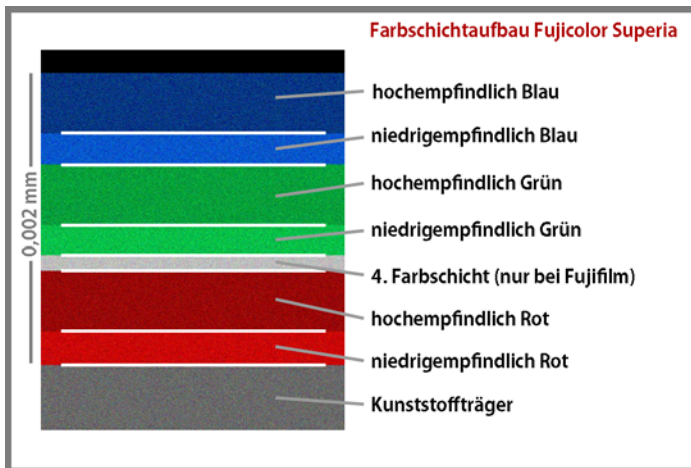 Farbschichtaufbau Fujicolor Superia
hochempfindlich Blau
niedrigempfindlich Blau
hochempfindlich Grün
niedrigempfindlich Grün
4. Farbschicht (nur bei Fujifilm)
hochempfindlich Rot
niedrigempfindlich Rot
Kunststoffträger
0,002 mm